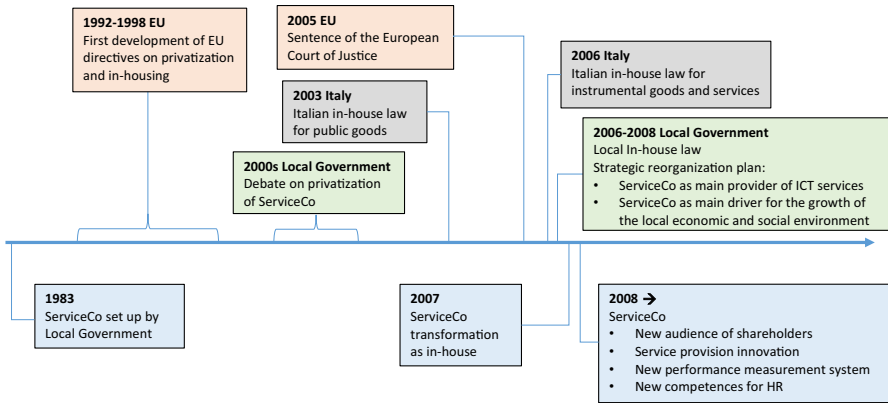 1992-1998 EU
First development of EU
directives on privatization
and in-housing
2005 EU
Sentence of the European
Court of Justice
2003 Italy
Italian in-house law
for public goods
2000s Local Government
Debate on privatization
of ServiceCo
2006 Italy
Italian in-house law for
instrumental goods and services
2006-2008 Local Government
Local In-house law
Strategic reorganization plan:
• ServiceCo as main provider of ICT services
• ServiceCo as main driver for the growth of
the local economic and social environment
1983
ServiceCo set up by
Local Government
2007
ServiceCo
transformation
as in-house
2008 →
ServiceCo
• New audience of shareholders
• Service provision innovation
• New performance measurement system
• New competences for HR